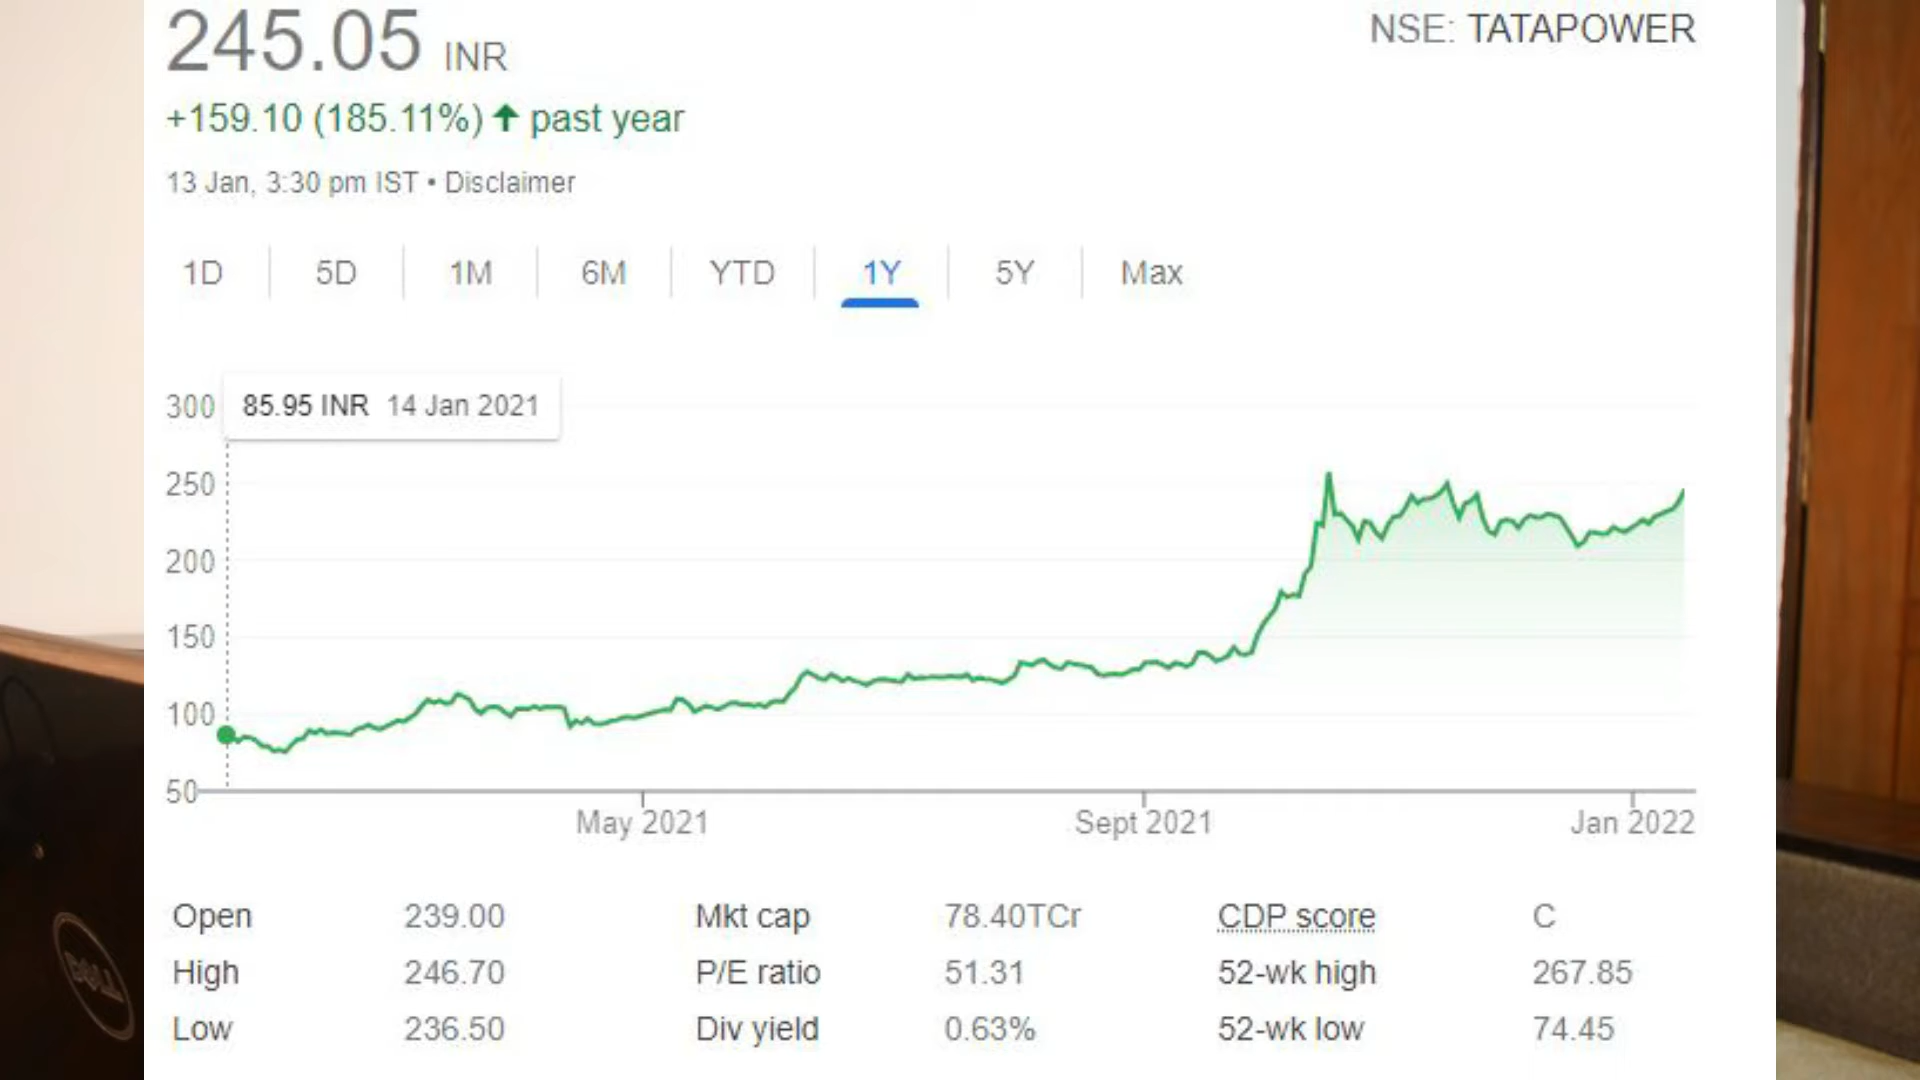 245.05 INR
NSE: TATAPOWER
+159.10 (185.11%) ↑ past year
13 Jan, 3:30 pm IST • Disclaimer
1D 5D 1M 6M YTD 1Y 5Y Max
300
85.95 INR 14 Jan 2021
250
200
150
100
50
May 2021 Sept 2021 Jan 2022
Open 239.00 Mkt cap 78.40TCr CDP score C
High 246.70 P/E ratio 51.31 52-wk high 267.85
Low 236.50 Div yield 0.63% 52-wk low 74.45
DELL